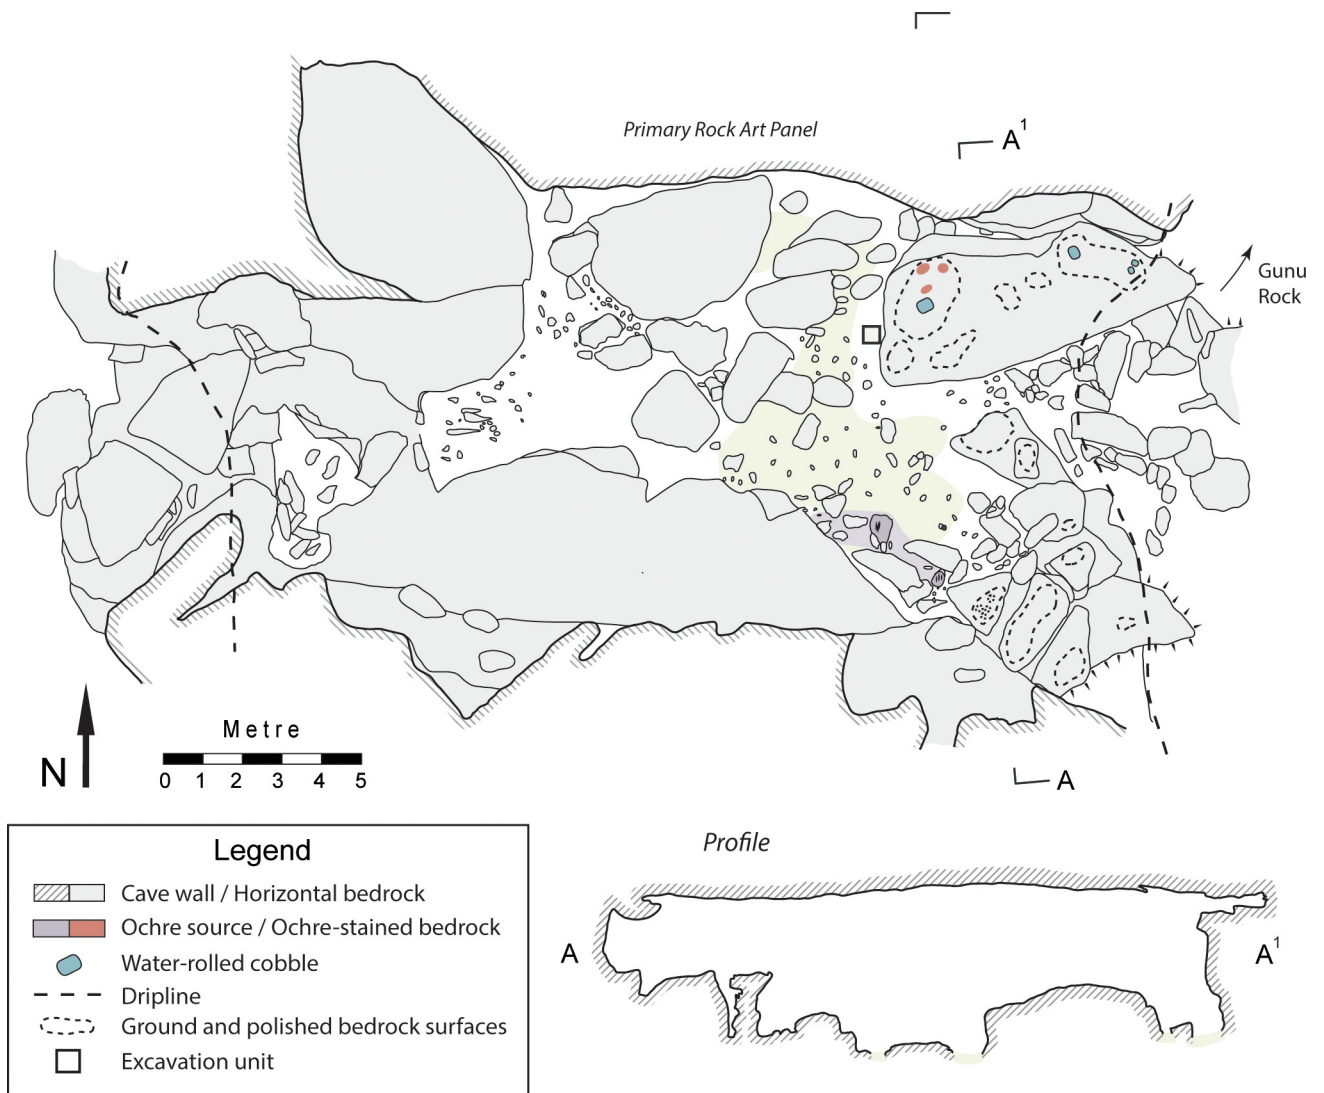 Primary Rock Art Panel
A¹
Gunu
Rock
Metre
N
0 1 2 3 4 5
A
Legend
Cave wall / Horizontal bedrock
Ochre source / Ochre-stained bedrock
Water-rolled cobble
Dripline
Ground and polished bedrock surfaces
Excavation unit
Profile
A
A¹